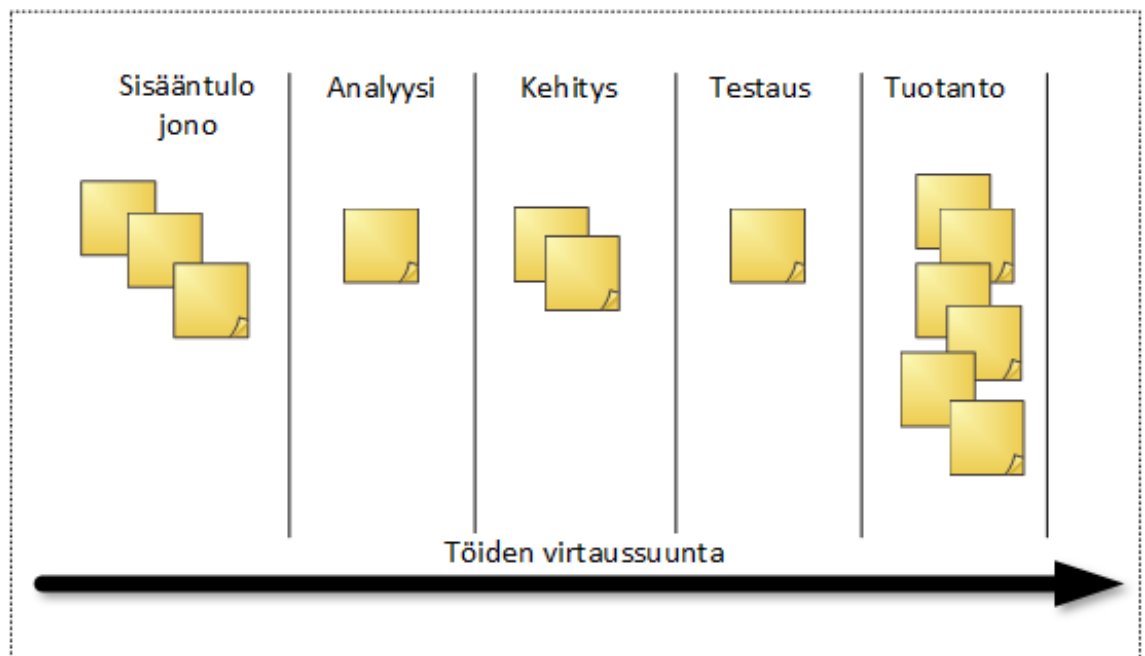 Sisääntulo
jono
Analyysi
Kehitys
Testaus
Tuotanto
Töiden virtaussuunta